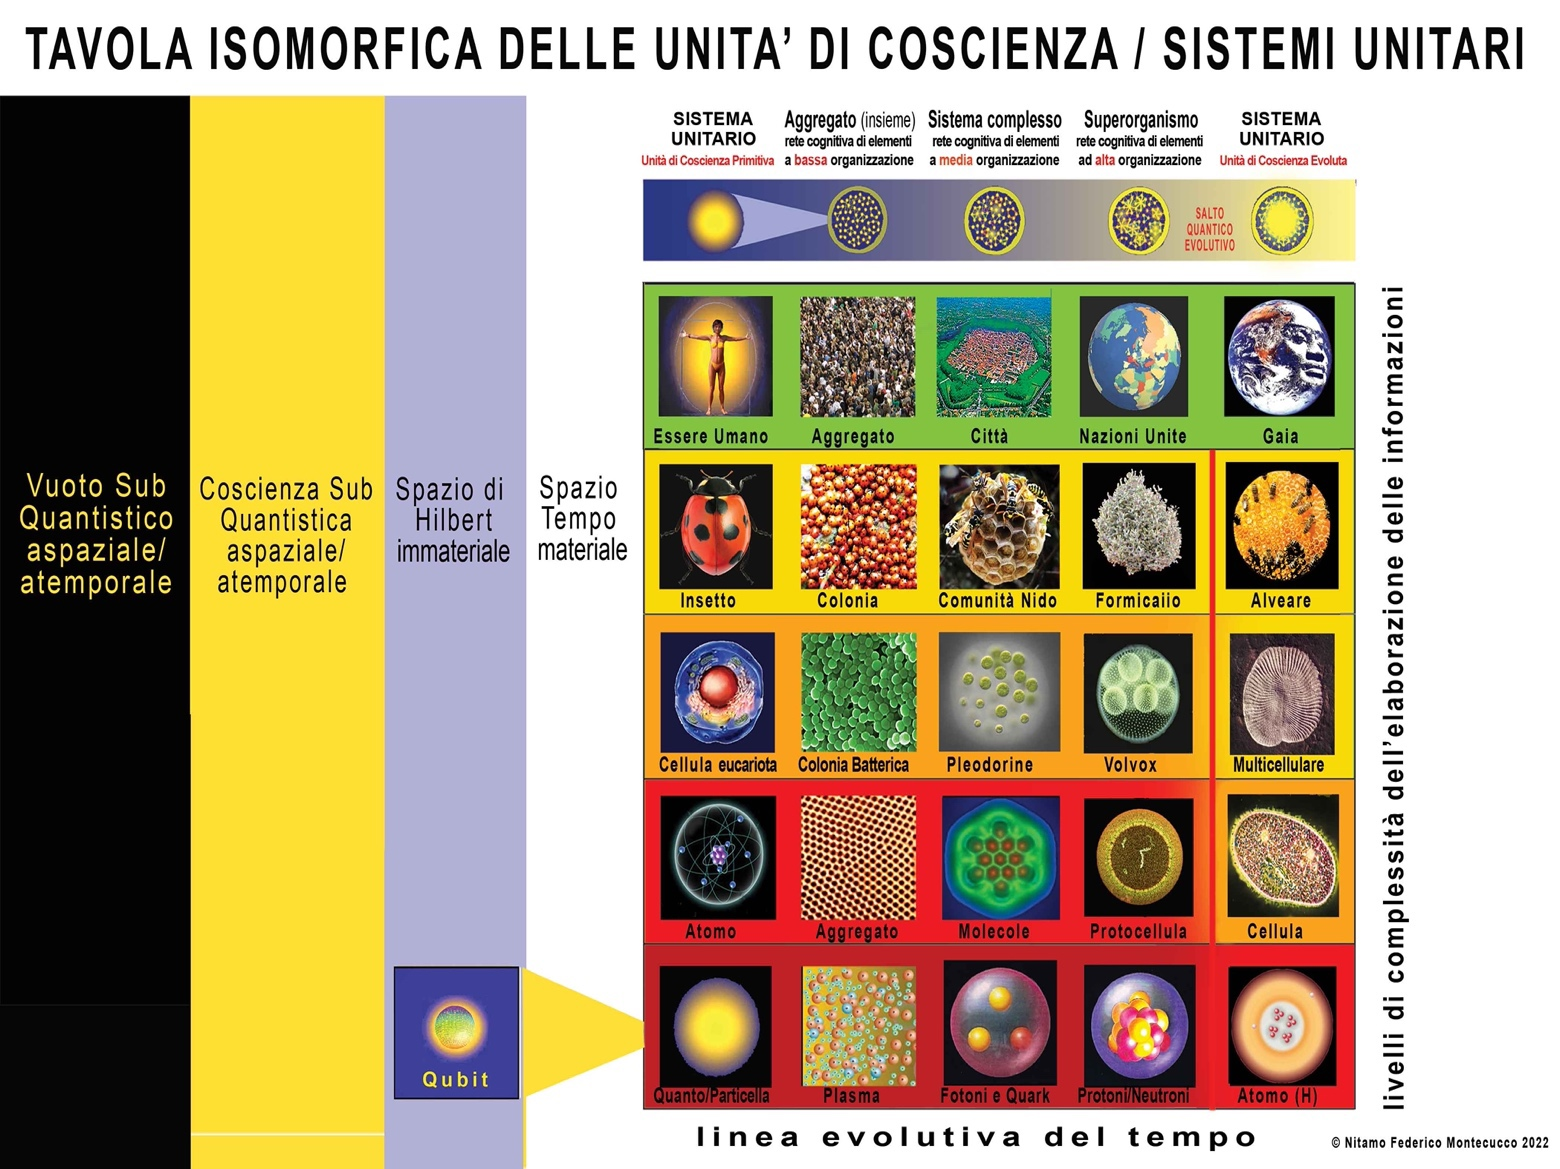 TAVOLA ISOMORFICA DELLE UNITA’ DI COSCIENZA / SISTEMI UNITARI
Vuoto Sub
Quantistico
aspaziale/
atemporale
Coscienza Sub
Quantistica
aspaziale/
atemporale
Spazio di
Hilbert
immateriale
Spazio
Tempo
materiale
SISTEMA
UNITARIO
Unità di Coscienza Primitiva
Aggregato (insieme)
rete cognitiva di elementi
a bassa organizzazione
Sistema complesso
rete cognitiva di elementi
a media organizzazione
Superorganismo
rete cognitiva di elementi
ad alta organizzazione
SISTEMA
UNITARIO
Unità di Coscienza Evoluta
SALTO
QUANTICO
EVOLUTIVO
Essere Umano
Aggregato
Città
Nazioni Unite
Gaia
Insetto
Colonia
Comunità Nido
Formicaiio
Alveare
Cellula eucariota
Colonia Batterica
Pleodorine
Volvox
Multicellulare
Atomo
Aggregato
Molecole
Protocellula
Cellula
Qubit
Quanto/Particella
Plasma
Fotoni e Quark
Protoni/Neutroni
Atomo (H)
livelli di complessità dell’elaborazione delle informazioni
linea evolutiva del tempo
© Nitamo Federico Montecucco 2022